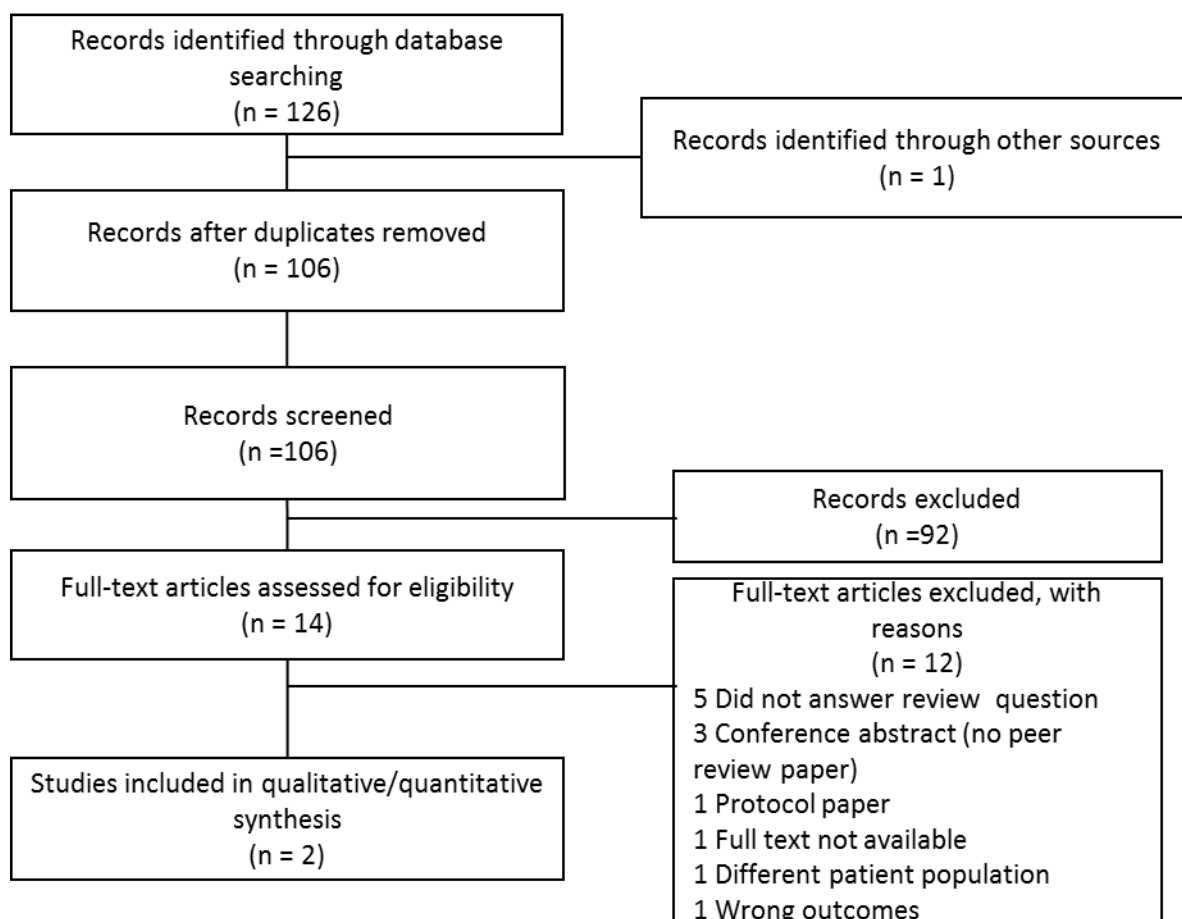 Records identified through database
searching
(n = 126)
Records identified through other sources
(n = 1)
Records after duplicates removed
(n = 106)
Records screened
(n =106)
Records excluded
(n =92)
Full-text articles assessed for eligibility
(n = 14)
Full-text articles excluded, with
reasons
(n = 12)
5 Did not answer review  question
3 Conference abstract (no peer
review paper)
1 Protocol paper
1 Full text not available
1 Different patient population
1 Wrong outcomes
Studies included in qualitative/quantitative
synthesis
(n = 2)